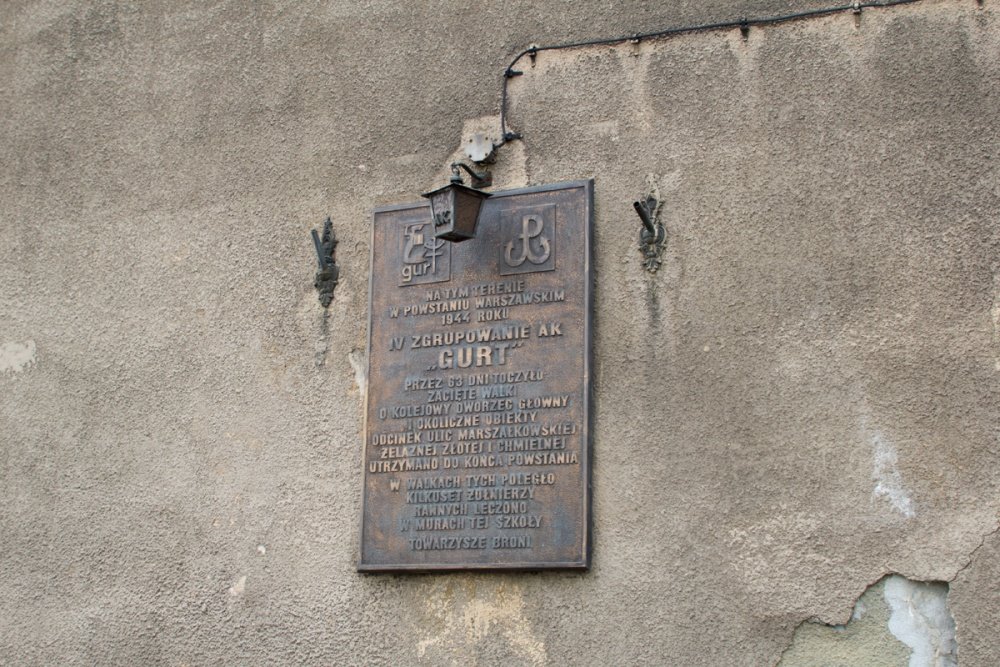 AK
gurt
NA TYM TERENIE
W POWSTANIU WARSZAWSKIM
1944 ROKU
IV ZGRUPOWANIE AK
„GURT”
PRZEZ 63 DNI TOCZYŁO
ZACIĘTE WALKI
O KOLEJOWY DWORZEC GŁÓWNY
I OKOLICZNE OBIEKTY
ODCINEK ULIC MARSZAŁKOWSKIEJ
ŻELAZNEJ ZŁOTEJ I CHMIELNEJ
UTRZYMANO DO KOŃCA POWSTANIA
W WALKACH TYCH POLEGŁO
KILKUSET ŻOŁNIERZY
RANNYCH LECZONO
W MURACH TEJ SZKOŁY
TOWARZYSZE BRONI